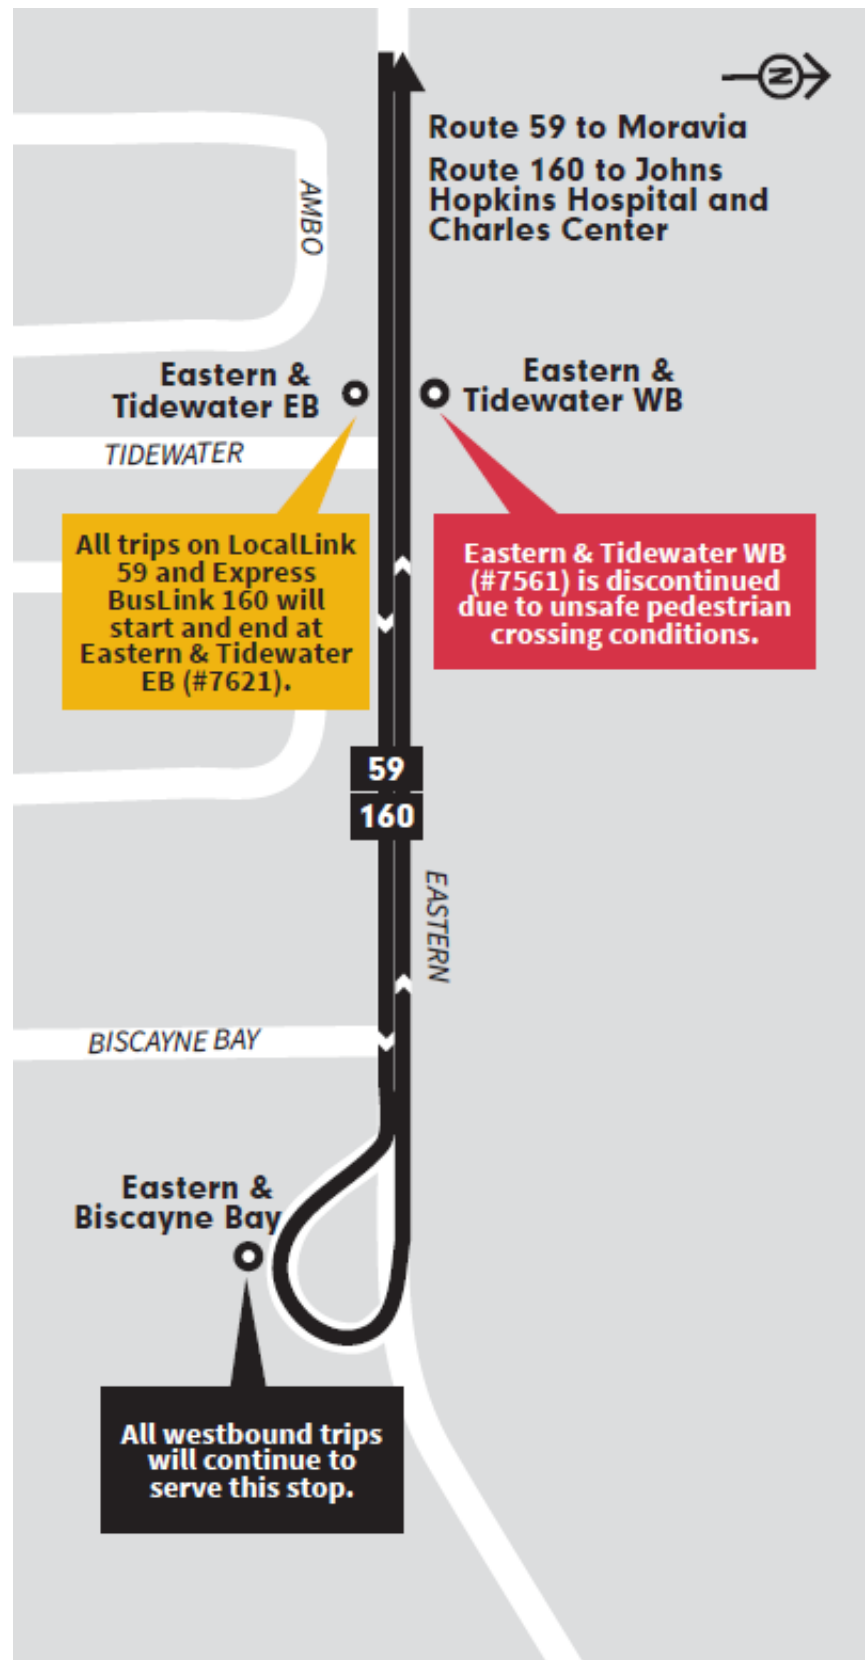 N
Route 59 to Moravia
Route 160 to Johns
Hopkins Hospital and
Charles Center
AMBO
Eastern &
Tidewater EB
Eastern &
Tidewater WB
TIDEWATER
All trips on LocalLink
59 and Express
BusLink 160 will
start and end at
Eastern & Tidewater
EB (#7621).
Eastern & Tidewater WB
(#7561) is discontinued
due to unsafe pedestrian
crossing conditions.
59
160
EASTERN
BISCAYNE BAY
Eastern &
Biscayne Bay
All westbound trips
will continue to
serve this stop.